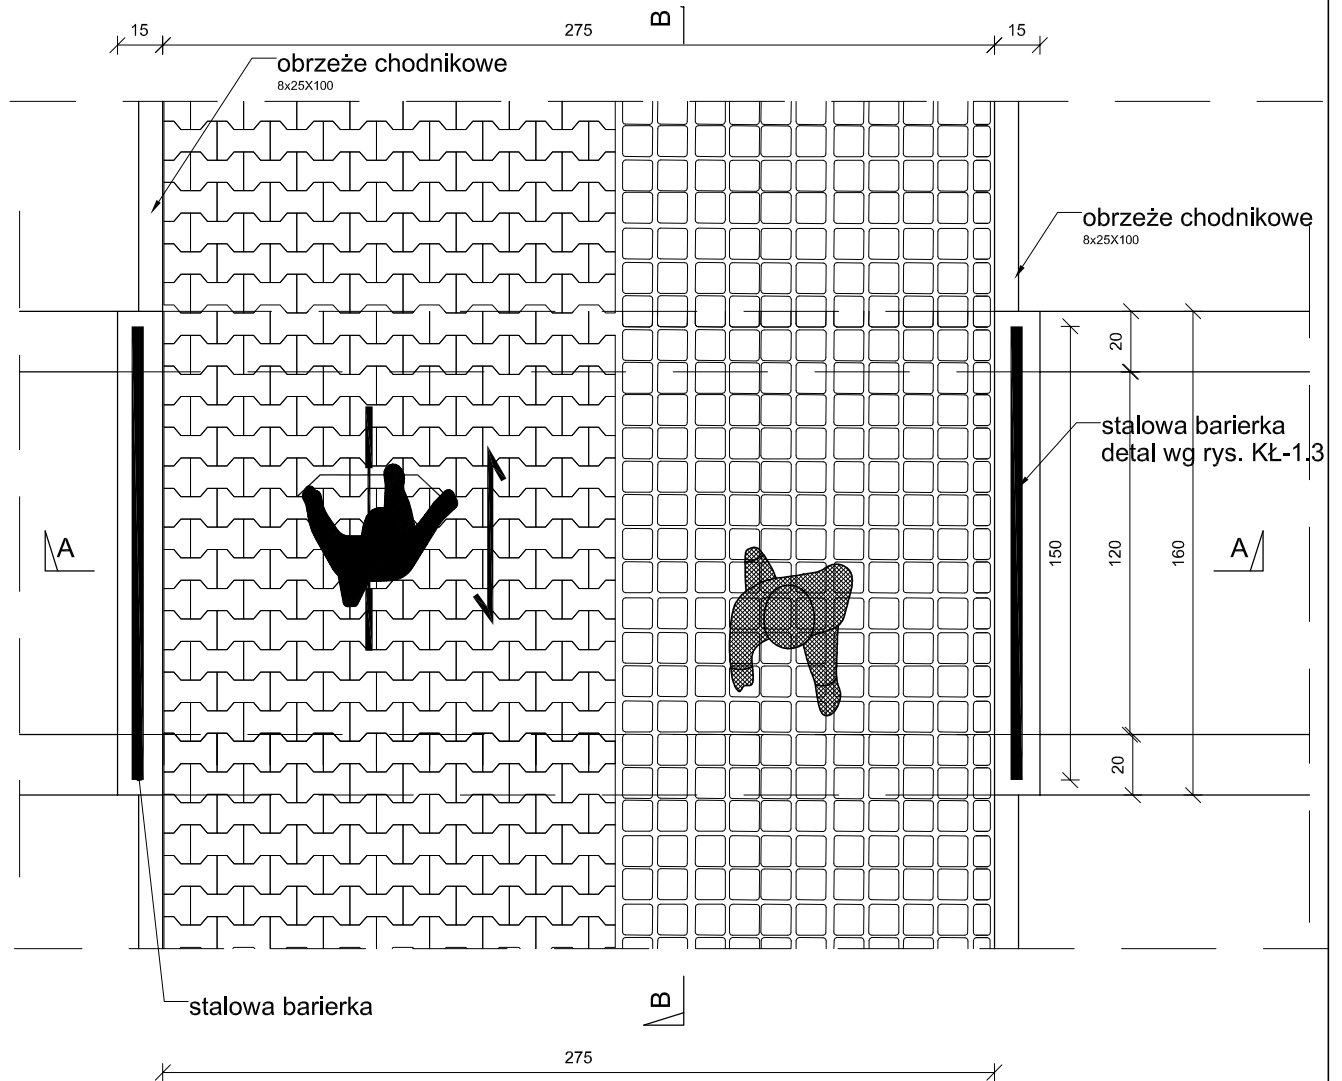 15
275
B
15
obrzeże chodnikowe
8x25X100
obrzeże chodnikowe
8x25X100
20
stalowa barierka
detal wg rys. KŁ-1.3
A
150
120
160
A
20
stalowa barierka
B
275